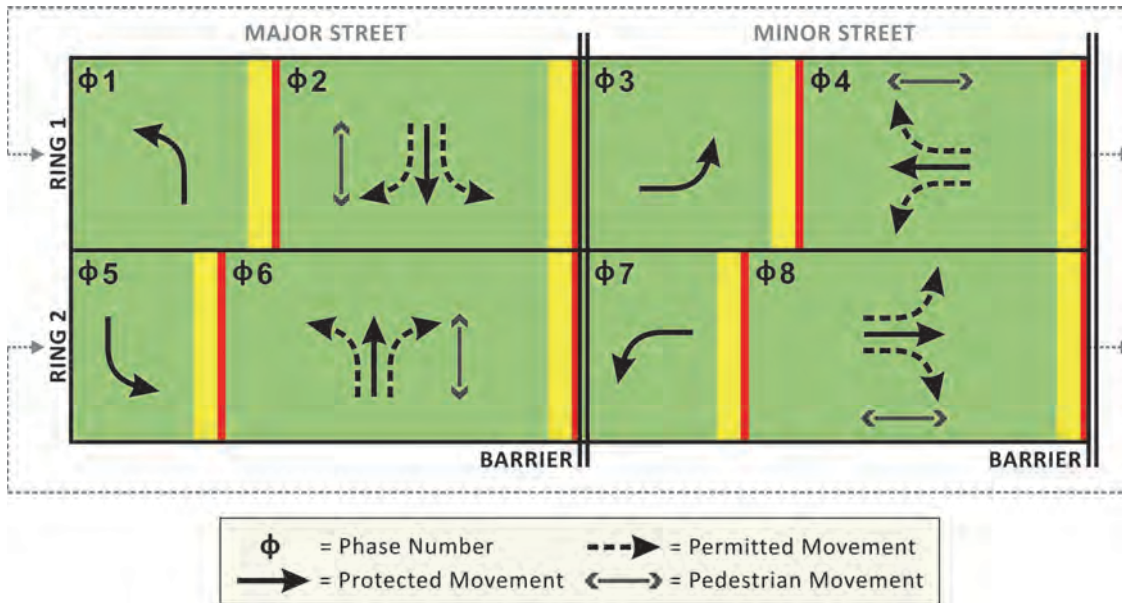 MAJOR STREET
MINOR STREET
RING 1
ϕ1
ϕ2
ϕ3
ϕ4
RING 2
ϕ5
ϕ6
ϕ7
ϕ8
BARRIER
BARRIER
ϕ = Phase Number
= Permitted Movement
= Protected Movement
= Pedestrian Movement